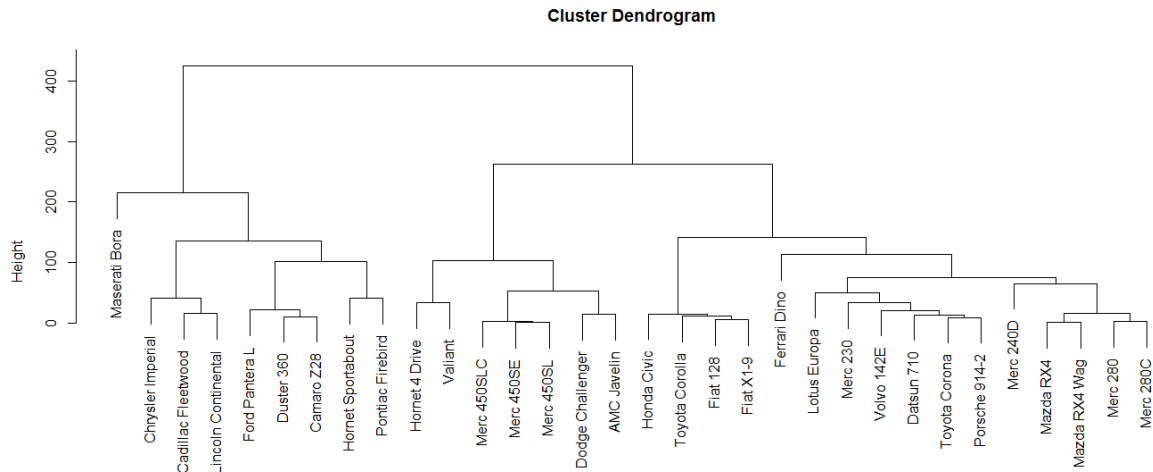 Cluster Dendrogram
Height
400
300
200
100
0
Maserati Bora
Chrysler Imperial
Cadillac Fleetwood
Lincoln Continental
Ford Pantera L
Duster 360
Camaro Z28
Hornet Sportabout
Pontiac Firebird
Hornet 4 Drive
Valiant
Merc 450SLC
Merc 450SE
Merc 450SL
Dodge Challenger
AMC Javelin
Honda Civic
Toyota Corolla
Fiat 128
Fiat X1-9
Ferrari Dino
Lotus Europa
Merc 230
Volvo 142E
Datsun 710
Toyota Corona
Porsche 914-2
Merc 240D
Mazda RX4
Mazda RX4 Wag
Merc 280
Merc 280C